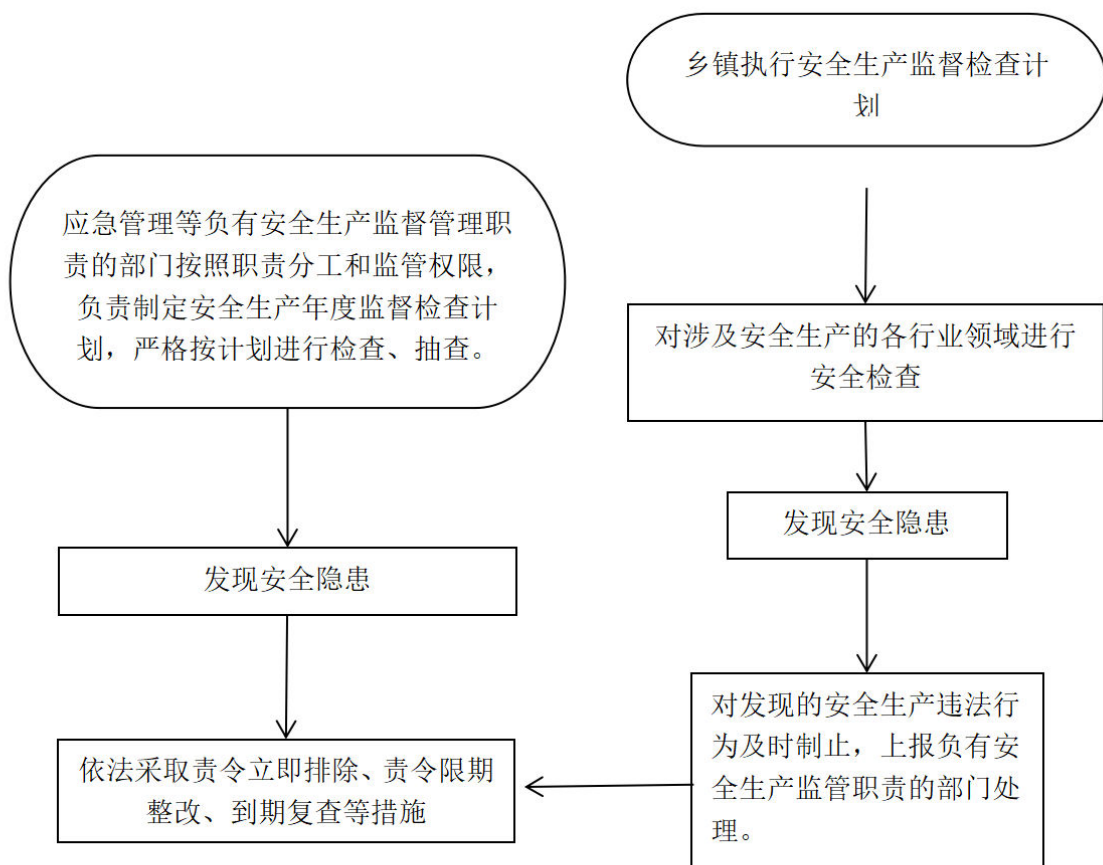 乡镇执行安全生产监督检查计
划
应急管理等负有安全生产监督管理职
责的部门按照职责分工和监管权限，
负责制定安全生产年度监督检查计
划，严格按计划进行检查、抽查。
对涉及安全生产的各行业领域进行
安全检查
发现安全隐患
发现安全隐患
对发现的安全生产违法行
为及时制止，上报负有安
全生产监管职责的部门处
理。
依法采取责令立即排除、责令限期
整改、到期复查等措施